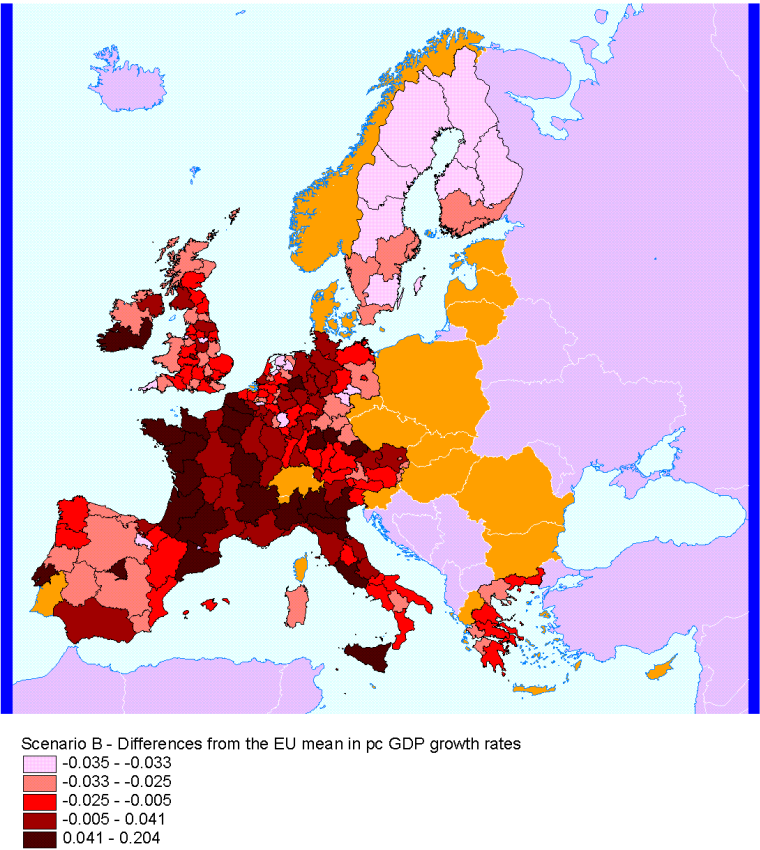 Scenario B - Differences from the EU mean in pc GDP growth rates
-0.035 - -0.033
-0.033 - -0.025
-0.025 - -0.005
-0.005 - 0.041
0.041 - 0.204